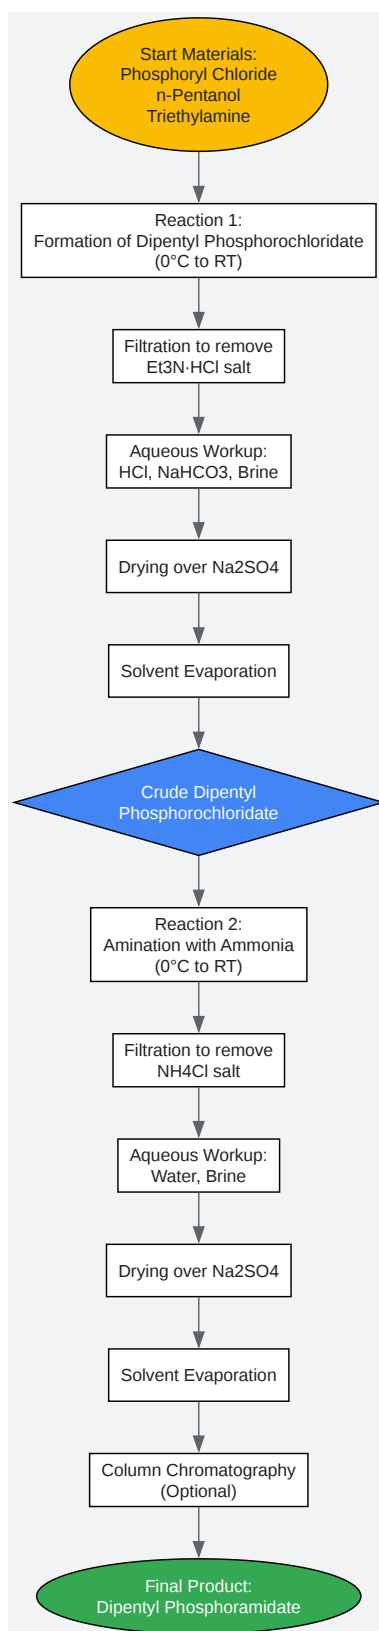 Start Materials:
Phosphoryl Chloride
n-Pentanol
Triethylamine
Reaction 1:
Formation of Dipentyl Phosphorochloridate
(0°C to RT)
Filtration to remove
Et3N·HCl salt
Aqueous Workup:
HCl, NaHCO3, Brine
Drying over Na2SO4
Solvent Evaporation
Crude Dipentyl
Phosphorochloridate
Reaction 2:
Amination with Ammonia
(0°C to RT)
Filtration to remove
NH4Cl salt
Aqueous Workup:
Water, Brine
Drying over Na2SO4
Solvent Evaporation
Column Chromatography
(Optional)
Final Product:
Dipentyl Phosphoramidate